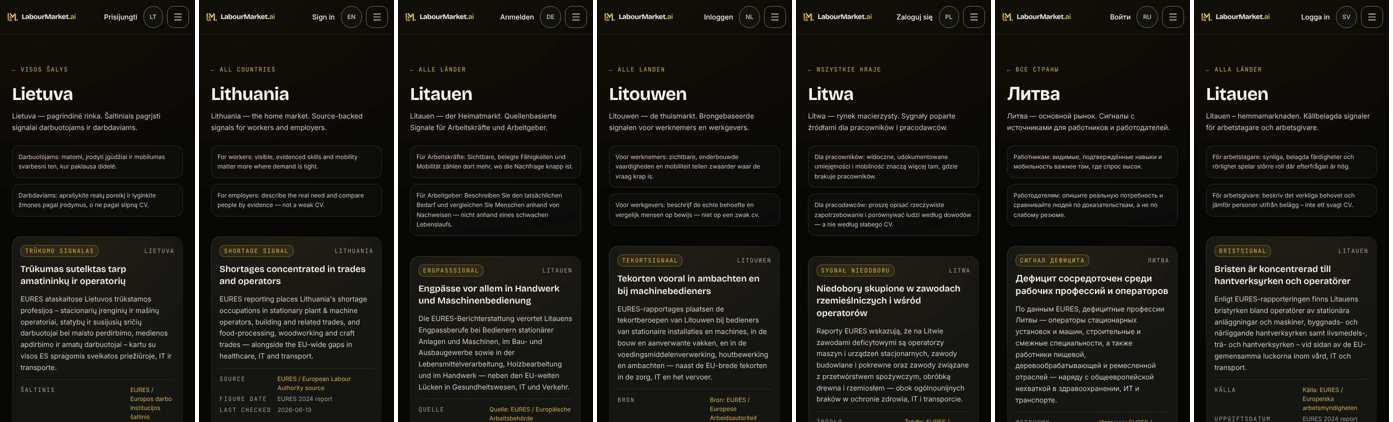 LabourMarket.ai
Prisijungti
LT
← VISOS ŠALYS
Lietuva
Lietuva — pagrindinė rinka. Šaltiniais pagrįsti
signalai darbuotojams ir darbdaviams.
Darbuotojams: matomi, įrodyti įgūdžiai ir mobilumas
svarbesni ten, kur paklausa didelė.
Darbdaviams: aprašykite realų poreikį ir lyginkite
žmones pagal įrodymus, o ne pagal silpną CV.
TRŪKUMO SIGNALAS
LIETUVA
Trūkumas sutelktas tarp
amatininkų ir operatorių
EURES ataskaitose Lietuvos trūkstamos
profesijos – stacionarių įrenginių ir mašinų
operatoriai, statybų ir susijusių sričių
darbuotojai bei maisto perdirbimo, medienos
apdirbimo ir amatų darbuotojai – kartu su
visos ES spragomis sveikatos priežiūroje, IT ir
transporte.
ŠALTINIS
EURES /
Europos darbo
institucijos
šaltinis
LabourMarket.ai
Sign in
EN
← ALL COUNTRIES
Lithuania
Lithuania — the home market. Source-backed
signals for workers and employers.
For workers: visible, evidenced skills and mobility
matter more where demand is tight.
For employers: describe the real need and compare
people by evidence — not a weak CV.
SHORTAGE SIGNAL
LITHUANIA
Shortages concentrated in trades
and operators
EURES reporting places Lithuania's shortage
occupations in stationary plant & machine
operators, building and related trades, and
food-processing, woodworking and craft
trades — alongside the EU-wide gaps in
healthcare, IT and transport.
SOURCE
EURES / European Labour
Authority source
FIGURE DATE
EURES 2024 report
LAST CHECKED
2026-06-13
LabourMarket.ai
Anmelden
DE
← ALLE LÄNDER
Litauen
Litauen — der Heimatmarkt. Quellenbasierte
Signale für Arbeitskräfte und Arbeitgeber.
Für Arbeitskräfte: Sichtbare, belegte Fähigkeiten und
Mobilität zählen dort mehr, wo die Nachfrage knapp ist.
Für Arbeitgeber: Beschreiben Sie den tatsächlichen
Bedarf und vergleichen Sie Menschen anhand von
Nachweisen — nicht anhand eines schwachen
Lebenslaufs.
ENGPASSSIGNAL
LITAUEN
Engpässe vor allem in Handwerk
und Maschinenbedienung
Die EURES-Berichterstattung verortet Litauens
Engpassberufe bei Bedienern stationärer
Anlagen und Maschinen, im Bau- und
Ausbaugewerbe sowie in der
Lebensmittelverarbeitung, Holzbearbeitung
und im Handwerk — neben den EU-weiten
Lücken in Gesundheitswesen, IT und Verkehr.
QUELLE
Quelle: EURES / Europäische
Arbeitsbehörde
LabourMarket.ai
Inloggen
NL
← ALLE LANDEN
Litouwen
Litouwen — de thuismarkt. Brongebaseerde
signalen voor werknemers en werkgevers.
Voor werknemers: zichtbare, onderbouwde
vaardigheden en mobiliteit tellen zwaarder waar de
vraag krap is.
Voor werkgevers: beschrijf de echte behoefte en
vergelijk mensen op bewijs — niet op een zwak cv.
TEKORTSIGNAAL
LITOUWEN
Tekorten vooral in ambachten en
bij machinebedieners
EURES-rapportages plaatsen de
tekortberoepen van Litouwen bij bedieners
van stationaire installaties en machines, in de
bouw en aanverwante vakken, en in de
voedingsmiddelenverwerking, houtbewerking
en ambachten — naast de EU-brede tekorten
in de zorg, IT en het vervoer.
BRON
Bron: EURES /
Europese
Arbeidsautoriteit
LabourMarket.ai
Zaloguj się
PL
← WSZYSTKIE KRAJE
Litwa
Litwa — rynek macierzysty. Sygnały poparte
źródłami dla pracowników i pracodawców.
Dla pracowników: widoczne, udokumentowane
umiejętności i mobilność znaczą więcej tam, gdzie
brakuje pracowników.
Dla pracodawców: proszę opisać rzeczywiste
zapotrzebowanie i porównywać ludzi według dowodów
— a nie według słabego CV.
SYGNAŁ NIEDOBORU
LITWA
Niedobory skupione w zawodach
rzemieślniczych i wśród
operatorów
Raporty EURES wskazują, że na Litwie
zawodami deficytowymi są operatorzy
maszyn i urządzeń stacjonarnych, zawody
budowlane i pokrewne oraz zawody związane
z przetwórstwem spożywczym, obróbką
drewna i rzemiosłem — obok ogólnounijnych
braków w ochronie zdrowia, IT i transporcie.
LabourMarket.ai
Войти
RU
← ВСЕ СТРАНЫ
Литва
Литва — основной рынок. Сигналы с
источниками для работников и работодателей.
Работникам: видимые, подтверждённые навыки и
мобильность важнее там, где спрос высок.
Работодателям: опишите реальную потребность и
сравнивайте людей по доказательствам, а не по
слабому резюме.
СИГНАЛ ДЕФИЦИТА
ЛИТВА
Дефицит сосредоточен среди
рабочих профессий и операторов
По данным EURES, дефицитные профессии
Литвы — операторы стационарных
установок и машин, строительные и
смежные специальности, а также
работники пищевой,
деревообрабатывающей и ремесленной
отраслей — наряду с общеевропейской
нехваткой в здравоохранении, ИТ и
транспорте.
LabourMarket.ai
Logga in
SV
← ALLA LÄNDER
Litauen
Litauen — hemmamarknaden. Källbelagda signaler
för arbetstagare och arbetsgivare.
För arbetstagare: synliga, belagda färdigheter och
rörlighet spelar större roll där efterfrågan är hög.
För arbetsgivare: beskriv det verkliga behovet och
jämför personer utifrån belägg – inte ett svagt CV.
BRISTSIGNAL
LITAUEN
Bristen är koncentrerad till
hantverksyrken och operatörer
Enligt EURES-rapporteringen finns Litauens
bristyrken bland operatörer av stationära
anläggningar och maskiner, byggnads- och
närliggande hantverksyrken samt livsmedels-,
trä- och hantverksyrken – vid sidan av de EU-
gemensamma luckorna inom vård, IT och
transport.
KÄLLA
Källa: EURES /
Europeiska
arbetsmyndigheten
UPPGIFTSDATUM
EURES 2024 report